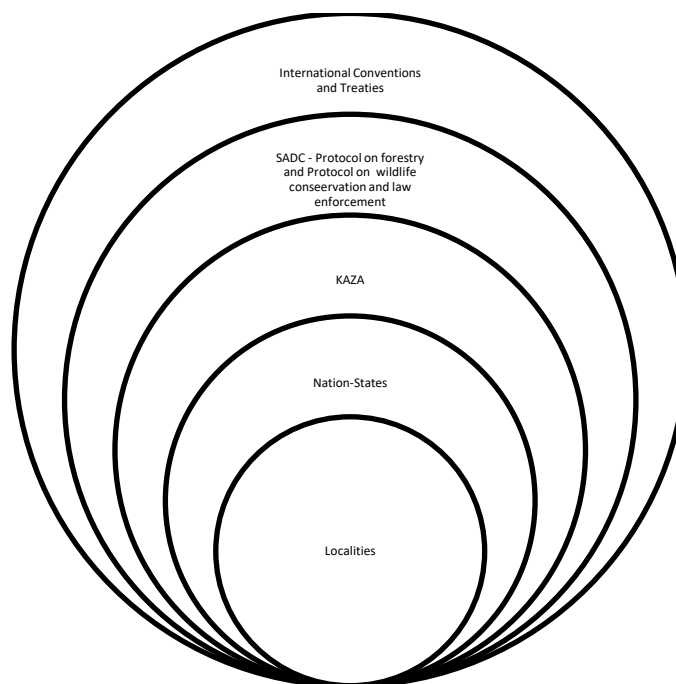 International Conventions
and Treaties
SADC - Protocol on forestry
and Protocol on wildlife
conseervation and law
enforcement
KAZA
Nation-States
Localities